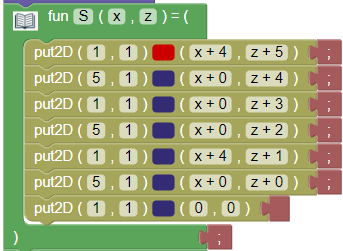 fun S ( x , z ) = (
put2D ( 1 , 1 ) ( x + 4 , z + 5 ) ;
put2D ( 5 , 1 ) ( x + 0 , z + 4 ) ;
put2D ( 1 , 1 ) ( x + 0 , z + 3 ) ;
put2D ( 5 , 1 ) ( x + 0 , z + 2 ) ;
put2D ( 1 , 1 ) ( x + 4 , z + 1 ) ;
put2D ( 5 , 1 ) ( x + 0 , z + 0 ) ;
put2D ( 1 , 1 ) ( 0 , 0 )
) ;